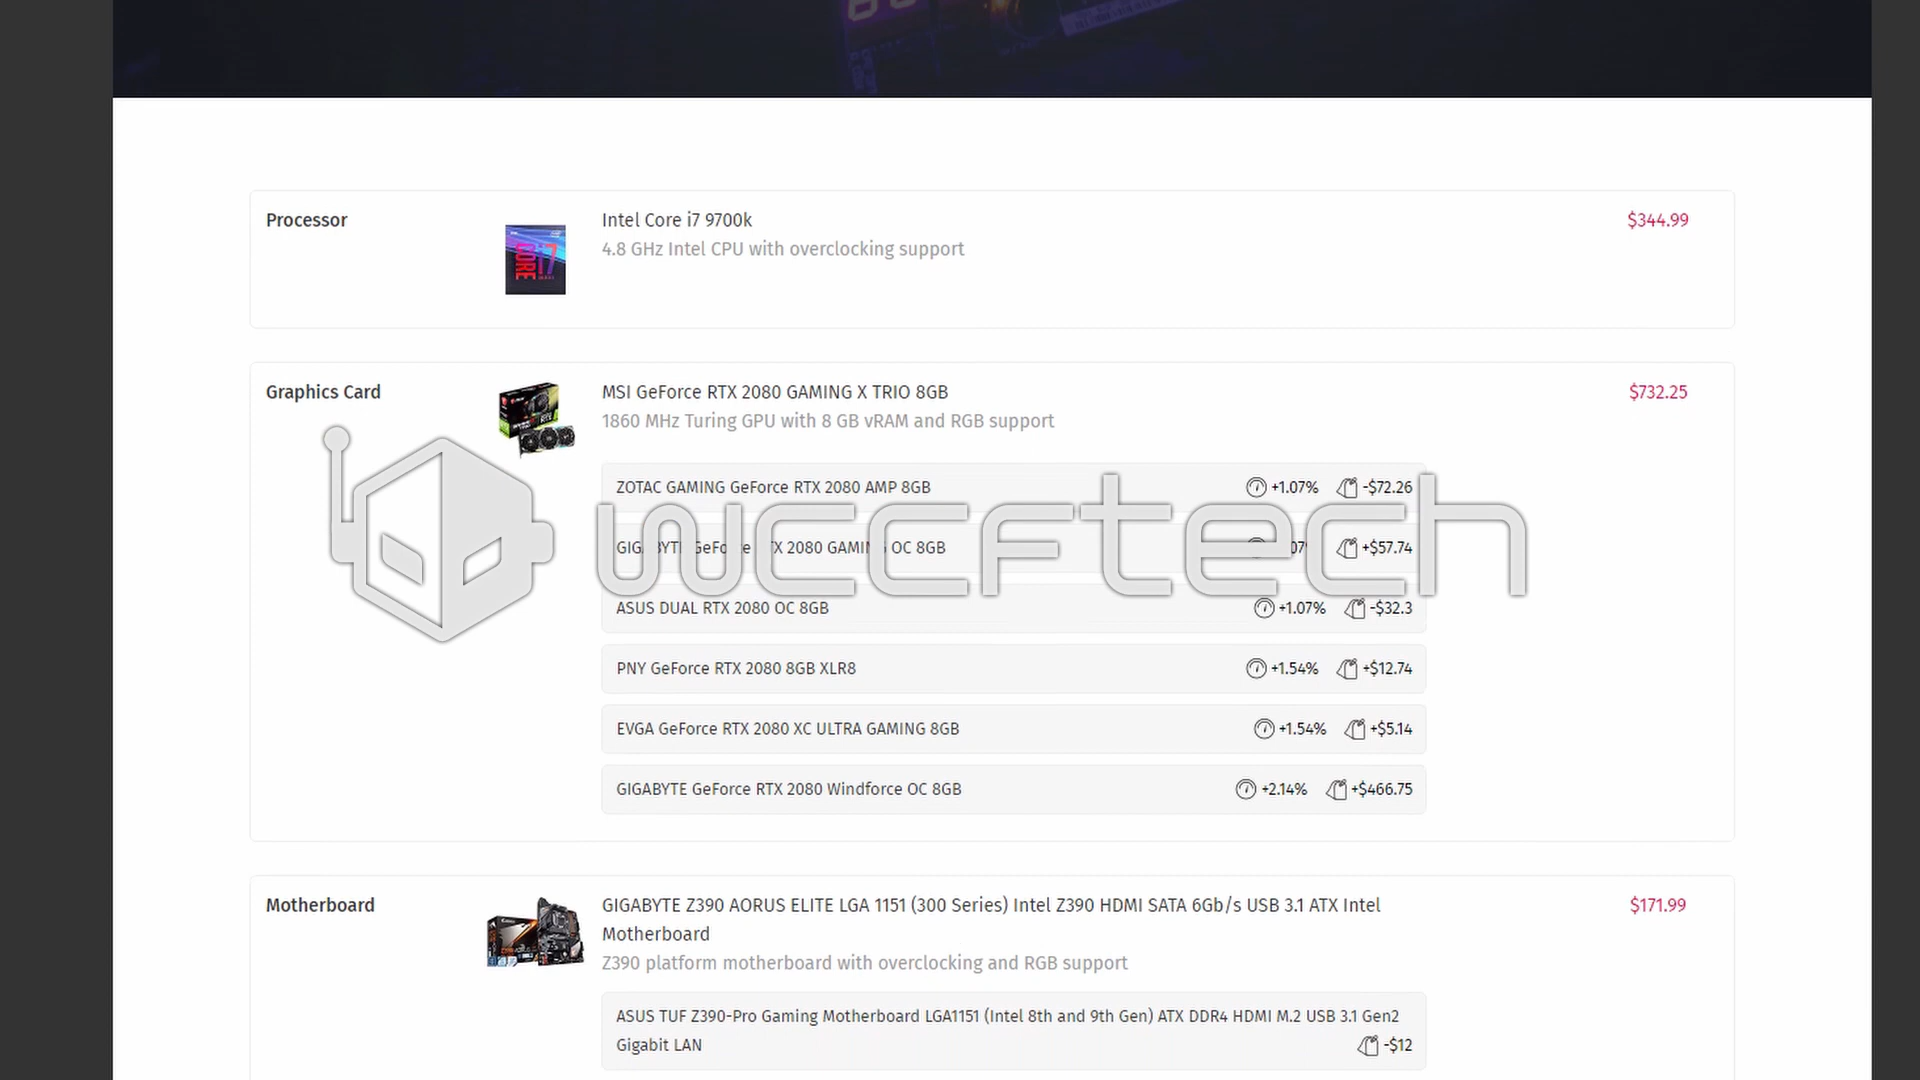 Processor
Intel Core i7 9700k
$344.99
4.8 GHz Intel CPU with overclocking support
CORE i7
Graphics Card
MSI GeForce RTX 2080 GAMING X TRIO 8GB
$732.25
1860 MHz Turing GPU with 8 GB vRAM and RGB support
ZOTAC GAMING GeForce RTX 2080 AMP 8GB +1.07% -$72.26
wccftech
GIGABYTE GeForce RTX 2080 GAMING OC 8GB +$57.74
ASUS DUAL RTX 2080 OC 8GB +1.07% -$32.3
PNY GeForce RTX 2080 8GB XLR8 +1.54% +$12.74
EVGA GeForce RTX 2080 XC ULTRA GAMING 8GB +1.54% +$5.14
GIGABYTE GeForce RTX 2080 Windforce OC 8GB +2.14% +$466.75
Motherboard
GIGABYTE Z390 AORUS ELITE LGA 1151 (300 Series) Intel Z390 HDMI SATA 6Gb/s USB 3.1 ATX Intel
$171.99
Motherboard
Z390 platform motherboard with overclocking and RGB support
ASUS TUF Z390-Pro Gaming Motherboard LGA1151 (Intel 8th and 9th Gen) ATX DDR4 HDMI M.2 USB 3.1 Gen2
Gigabit LAN -$12